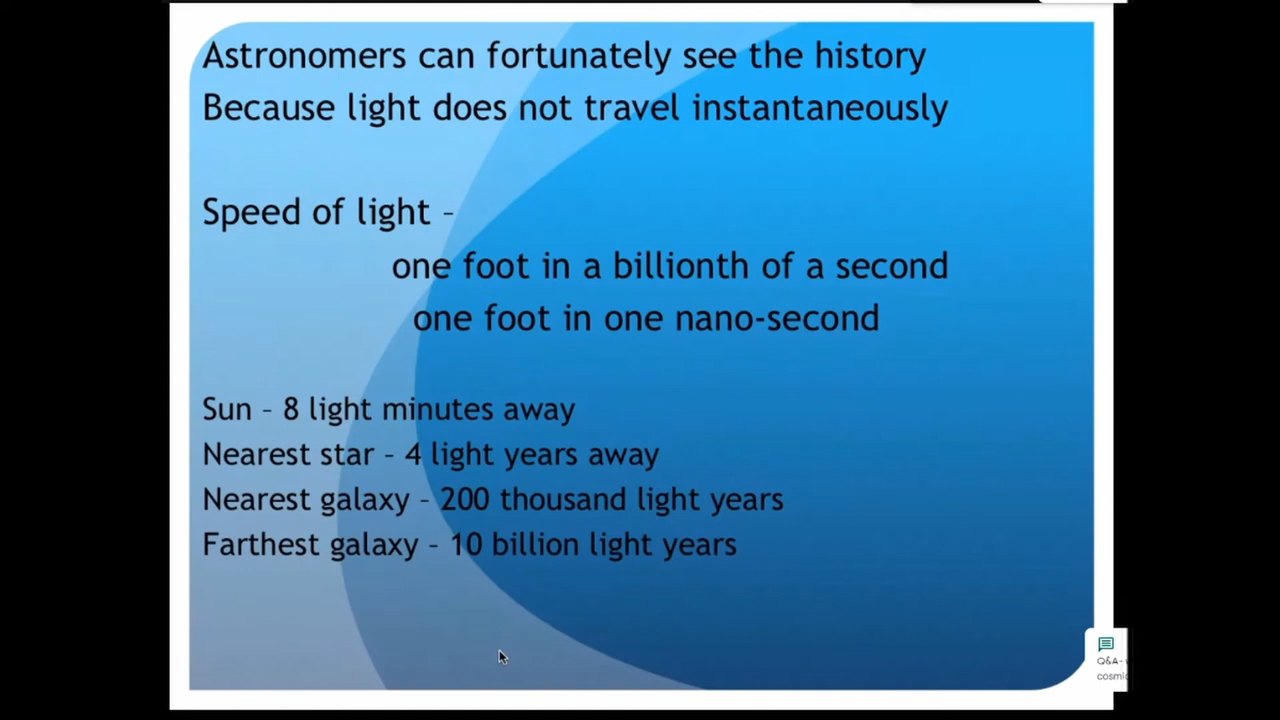 Astronomers can fortunately see the history
Because light does not travel instantaneously
Speed of light –
one foot in a billionth of a second
one foot in one nano-second
Sun – 8 light minutes away
Nearest star – 4 light years away
Nearest galaxy – 200 thousand light years
Farthest galaxy – 10 billion light years
Q&A-